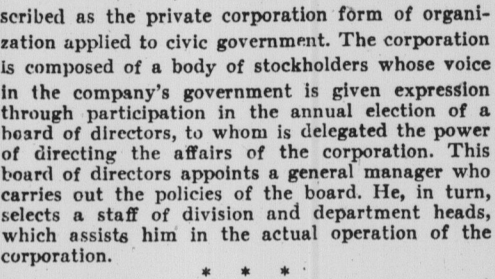 scribed as the private corporation form of organi-
zation applied to civic government. The corporation
is composed of a body of stockholders whose voice
in the company's government is given expression
through participation in the annual election of a
board of directors, to whom is delegated the power
of directing the affairs of the corporation. This
board of directors appoints a general manager who
carries out the policies of the board. He, in turn,
selects a staff of division and department heads,
which assists him in the actual operation of the
corporation.
* * *